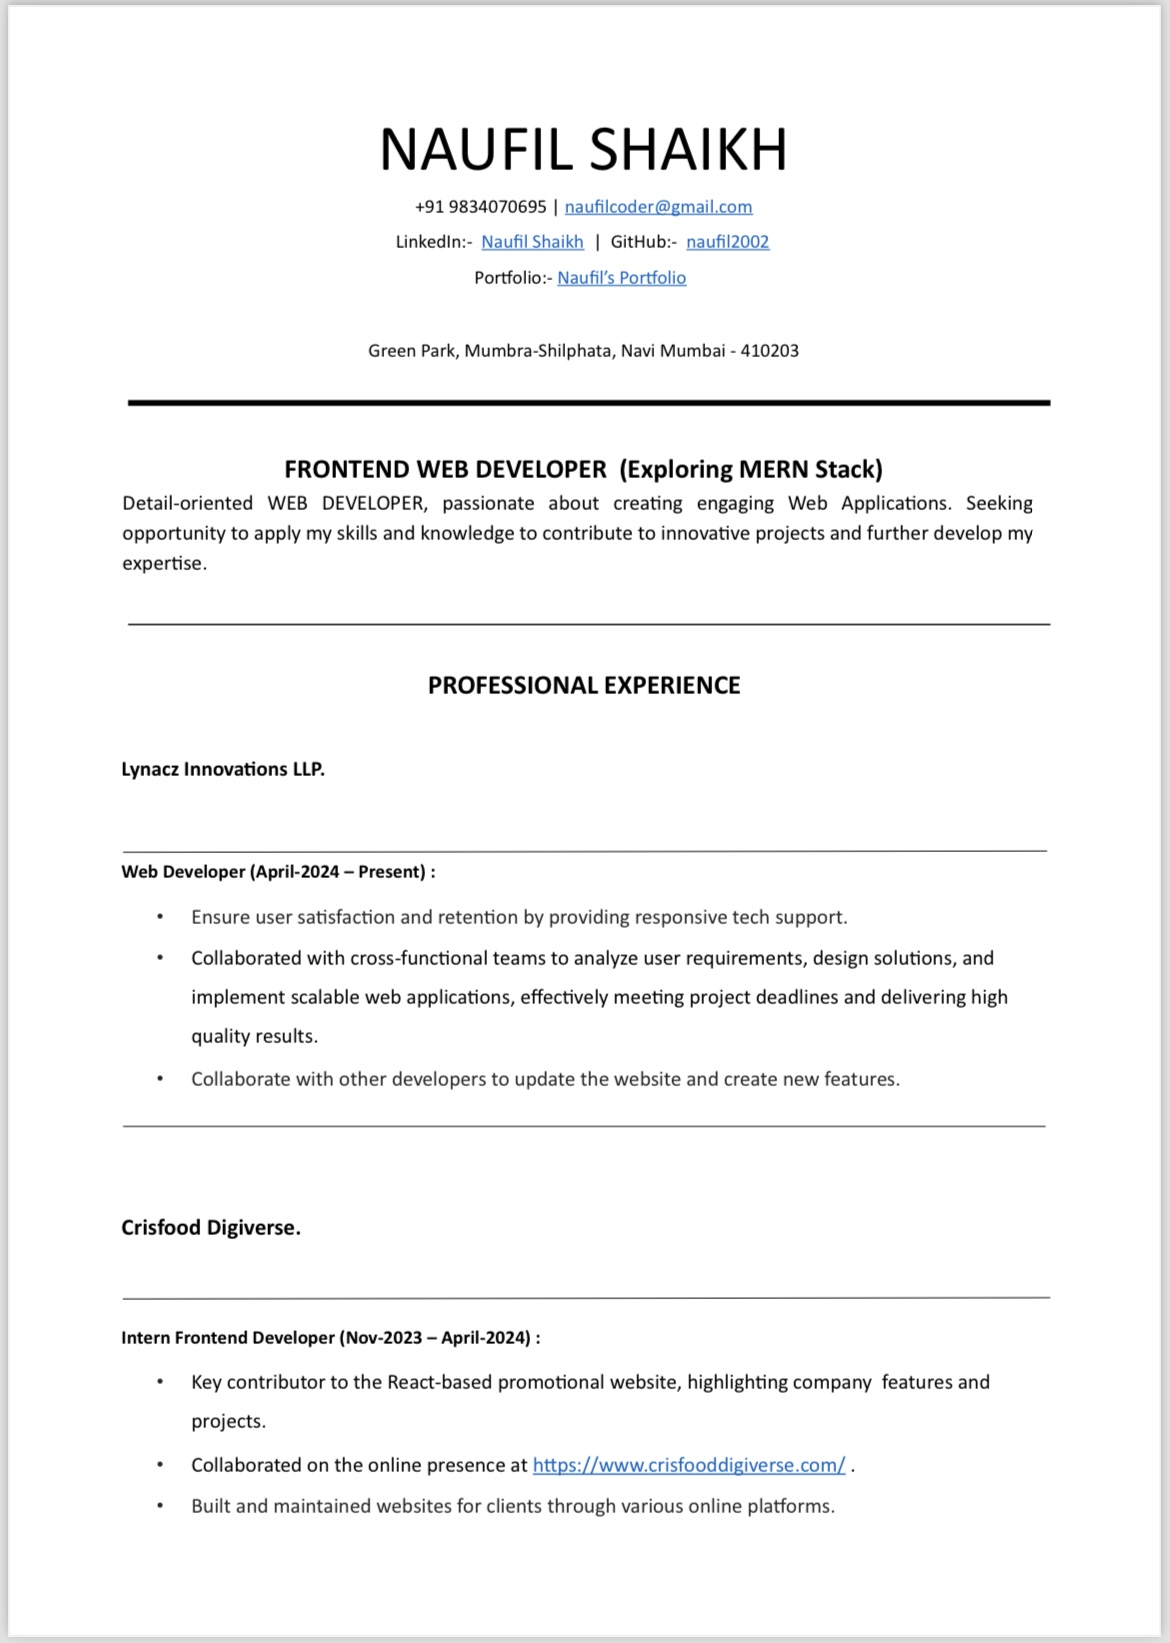 NAUFIL SHAIKH
+91 9834070695 | naufilcoder@gmail.com
LinkedIn:- Naufil Shaikh | GitHub:- naufil2002
Portfolio:- Naufil’s Portfolio
Green Park, Mumbra-Shilphata, Navi Mumbai - 410203
FRONTEND WEB DEVELOPER (Exploring MERN Stack)
Detail-oriented WEB DEVELOPER, passionate about creating engaging Web Applications. Seeking
opportunity to apply my skills and knowledge to contribute to innovative projects and further develop my
expertise.
PROFESSIONAL EXPERIENCE
Lynacz Innovations LLP.
Web Developer (April-2024 – Present) :
• Ensure user satisfaction and retention by providing responsive tech support.
• Collaborated with cross-functional teams to analyze user requirements, design solutions, and
implement scalable web applications, effectively meeting project deadlines and delivering high
quality results.
• Collaborate with other developers to update the website and create new features.
Crisfood Digiverse.
Intern Frontend Developer (Nov-2023 – April-2024) :
• Key contributor to the React-based promotional website, highlighting company features and
projects.
• Collaborated on the online presence at https://www.crisfooddigiverse.com/ .
• Built and maintained websites for clients through various online platforms.